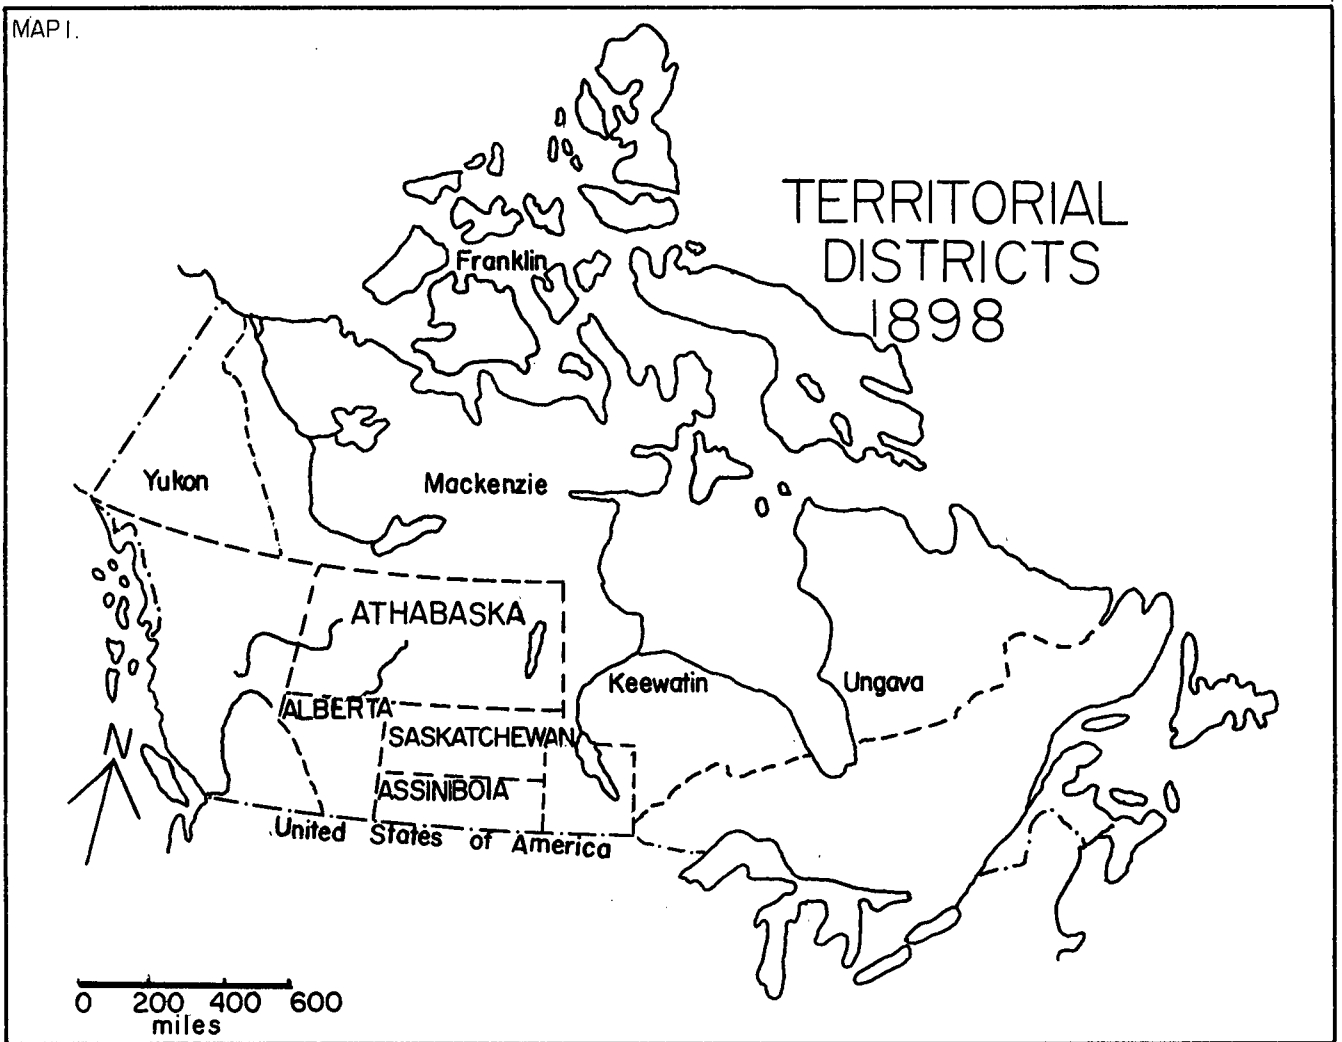 MAP I.
TERRITORIAL
DISTRICTS
1898
Franklin
Yukon
Mackenzie
ATHABASKA
Keewatin
Ungava
ALBERTA
SASKATCHEWAN
ASSINIBOIA
United States of America
N
0 200 400 600
miles